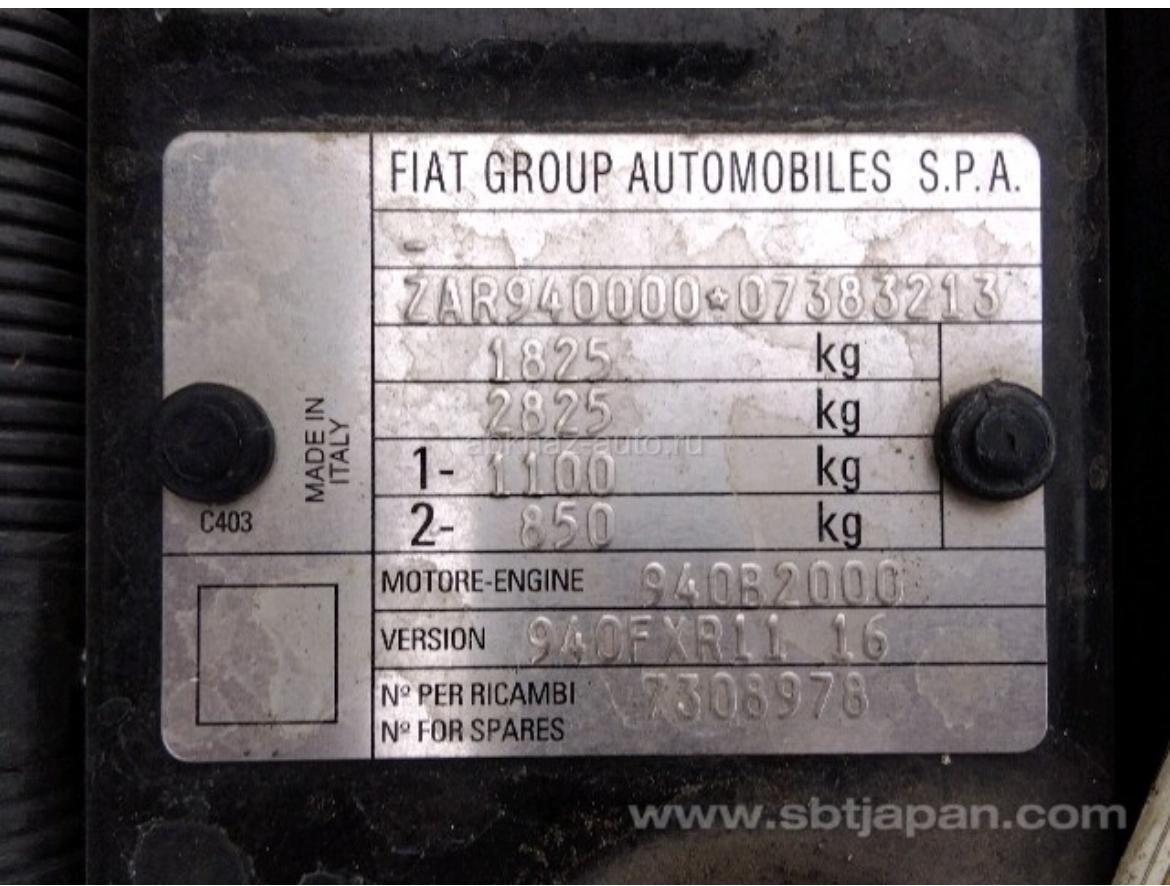 FIAT GROUP AUTOMOBILES S.P.A.
-
ZAR940000*07383213
1825 kg
2825 kg
abkhaz-auto.ru
1- 1100 kg
2- 850 kg
MADE IN
ITALY
C403
MOTORE-ENGINE 940B2000
VERSION 940FXR11 16
Nº PER RICAMBI 7308978
Nº FOR SPARES
www.sbtjapan.com